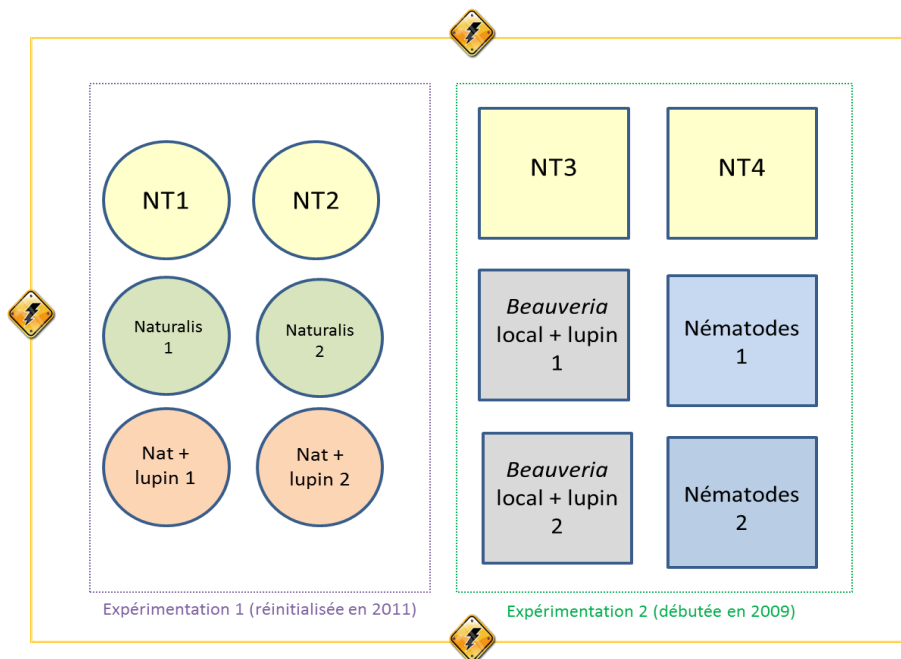 NT1
NT2
Naturalis
1
Naturalis
2
Nat +
lupin 1
Nat +
lupin 2
Expérimentation 1 (réinitialisée en 2011)
NT3
NT4
Beauveria
local + lupin
1
Nématodes
1
Beauveria
local + lupin
2
Nématodes
2
Expérimentation 2 (débutée en 2009)